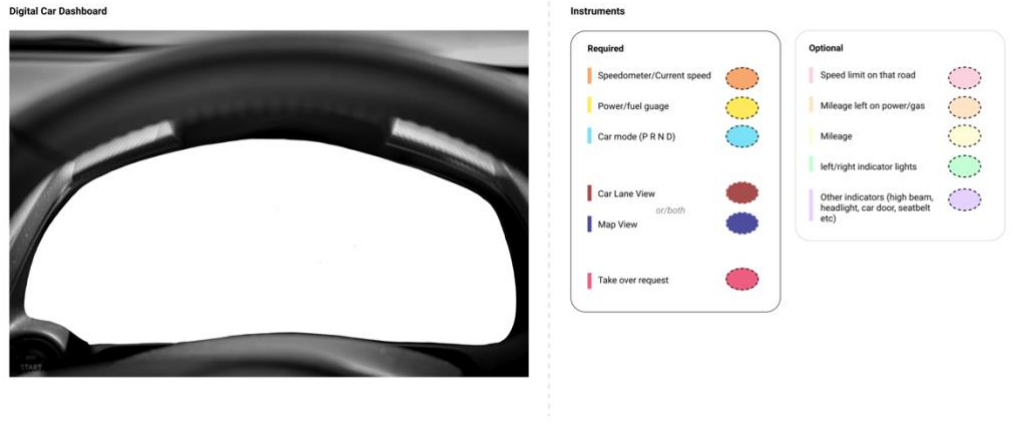 Digital Car Dashboard
START
Instruments
Required
Speedometer/Current speed
Power/fuel guage
Car mode (P R N D)
Car Lane View
or/both
Map View
Take over request
Optional
Speed limit on that road
Mileage left on power/gas
Mileage
left/right indicator lights
Other indicators (high beam,
headlight, car door, seatbelt
etc)